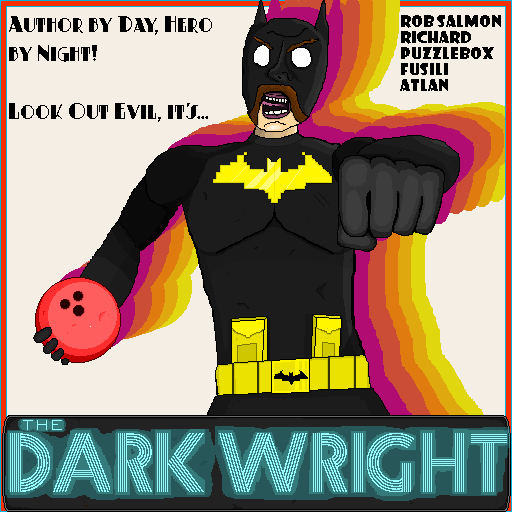 Author by Day, Hero
by Night!
Look Out Evil, it's...
ROB SALMON
RICHARD
PUZZLEBOX
FUSILI
ATLAN
THE
DARK WRIGHT